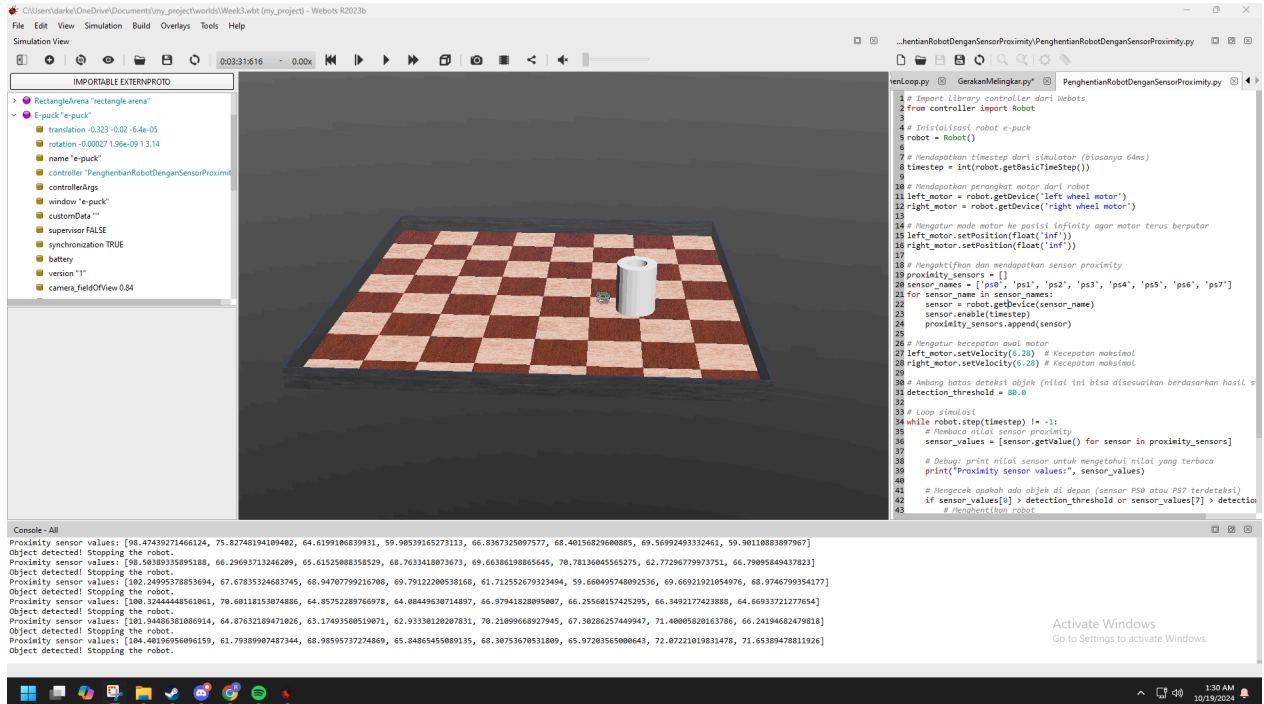 C:\Users\darke\OneDrive\Documents\my_project\worlds\Week3.wbt (my_project) - Webots R2023b
File Edit View Simulation Build Overlays Tools Help
Simulation View
0:03:31:616 - 0.00x
IMPORTABLE EXTERNPROTO
RectangleArena "rectangle arena"
E-puck "e-puck"
translation -0.323 -0.02 -6.4e-05
rotation -0.00027 1.96e-09 1 3.14
name "e-puck"
controller "PenghentianRobotDenganSensorProximit
controllerArgs
window "e-puck"
customData ""
supervisor FALSE
synchronization TRUE
battery
version "1"
camera_fieldOfView 0.84
...hentianRobotDenganSensorProximity\PenghentianRobotDenganSensorProximity.py
enLoop.py GerakanMelingkar.py* PenghentianRobotDenganSensorProximity.py
1 # Import library controller dari Webots
2 from controller import Robot
3
4 # Inisialisasi robot e-puck
5 robot = Robot()
6
7 # Mendapatkan timestep dari simulator (biasanya 64ms)
8 timestep = int(robot.getBasicTimeStep())
9
10 # Mendapatkan perangkat motor dari robot
11 left_motor = robot.getDevice('left wheel motor')
12 right_motor = robot.getDevice('right wheel motor')
13
14 # Mengatur mode motor ke posisi infinity agar motor terus berputar
15 left_motor.setPosition(float('inf'))
16 right_motor.setPosition(float('inf'))
17
18 # Mengaktifkan dan mendapatkan sensor proximity
19 proximity_sensors = []
20 sensor_names = ['ps0', 'ps1', 'ps2', 'ps3', 'ps4', 'ps5', 'ps6', 'ps7']
21 for sensor_name in sensor_names:
22 sensor = robot.getDevice(sensor_name)
23 sensor.enable(timestep)
24 proximity_sensors.append(sensor)
25
26 # Mengatur kecepatan awal motor
27 left_motor.setVelocity(6.28) # Kecepatan maksimal
28 right_motor.setVelocity(6.28) # Kecepatan maksimal
29
30 # Ambang batas deteksi objek (nilai ini bisa disesuaikan berdasarkan hasil s
31 detection_threshold = 80.0
32
33 # Loop simulasi
34 while robot.step(timestep) != -1:
35 # Membaca nilai sensor proximity
36 sensor_values = [sensor.getValue() for sensor in proximity_sensors]
37
38 # Debug: print nilai sensor untuk mengetahui nilai yang terbaca
39 print("Proximity sensor values:", sensor_values)
40
41 # Mengecek apakah ada objek di depan (sensor PS0 atau PS7 terdeteksi)
42 if sensor_values[0] > detection_threshold or sensor_values[7] > detection
43 # Menghentikan robot
Console - All
Proximity sensor values: [98.47439271466124, 75.82748194109402, 64.6199106839931, 59.90539165273113, 66.8367325097577, 68.40156829600885, 69.56992493332461, 59.90110883897967]
Object detected! Stopping the robot.
Proximity sensor values: [98.50389335895188, 66.29693713246209, 65.61525088358529, 68.7633418073673, 69.66386198865645, 70.78136045565275, 62.77296779973751, 66.79095849437823]
Object detected! Stopping the robot.
Proximity sensor values: [102.24995378853694, 67.67835324683745, 68.94707799216708, 69.79122200538168, 61.712552679323494, 59.660495748092536, 69.66921921054976, 68.9746799354177]
Object detected! Stopping the robot.
Proximity sensor values: [100.32444448561061, 70.60118153074886, 64.85752289766978, 64.08449630714897, 66.97941828095007, 66.25560157425295, 66.3492177423888, 64.66933721277654]
Object detected! Stopping the robot.
Proximity sensor values: [101.94486381086914, 64.87632189471026, 63.17493580519071, 62.93330120207831, 70.21099668927945, 67.30286257449947, 71.40005820163786, 66.24194682479818]
Object detected! Stopping the robot.
Proximity sensor values: [104.40196956096159, 61.79389907487344, 68.98595737274869, 65.84865455089135, 68.30753670531809, 65.97203565000643, 72.07221019831478, 71.65389478811926]
Object detected! Stopping the robot.
Activate Windows
Go to Settings to activate Windows.
1:30 AM
10/19/2024